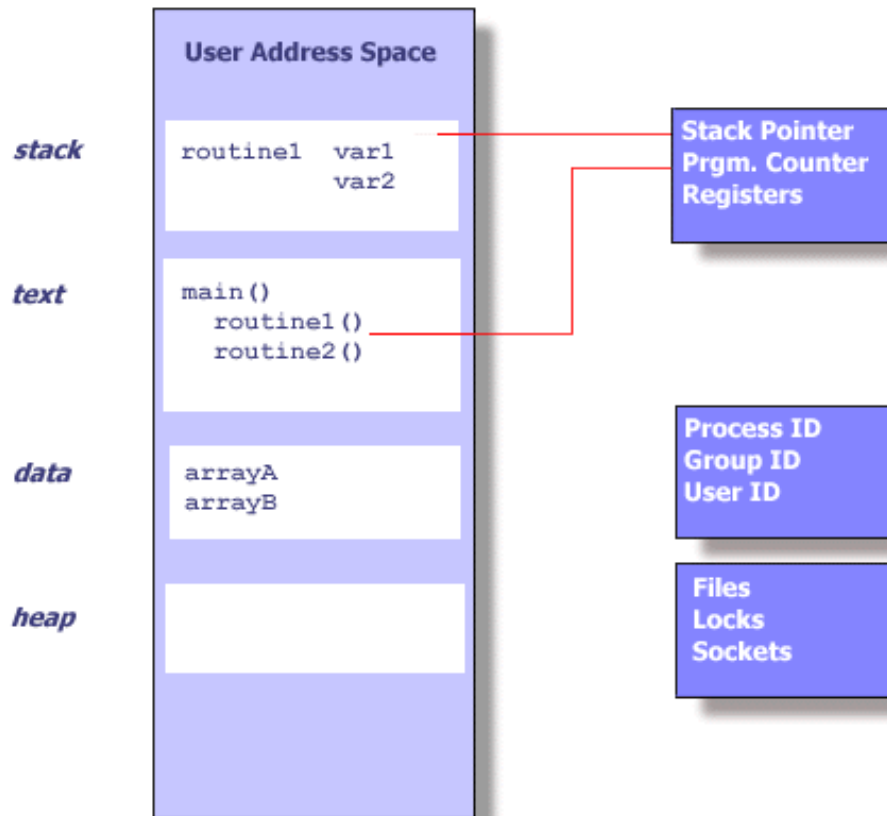 User Address Space
stack
routine1 var1
var2
text
main()
routine1()
routine2()
data
arrayA
arrayB
heap
Stack Pointer
Prgm. Counter
Registers
Process ID
Group ID
User ID
Files
Locks
Sockets